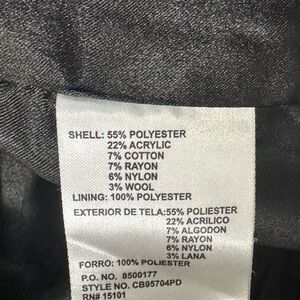 SHELL: 55% POLYESTER
22% ACRYLIC
7% COTTON
7% RAYON
6% NYLON
3% WOOL
LINING: 100% POLYESTER
EXTERIOR DE TELA:55% POLIESTER
22% ACRILICO
7% ALGODON
7% RAYON
6% NYLON
3% LANA
FORRO: 100% POLIESTER
P.O. NO. 8500177
STYLE NO. CB95704PD
RN# 15101